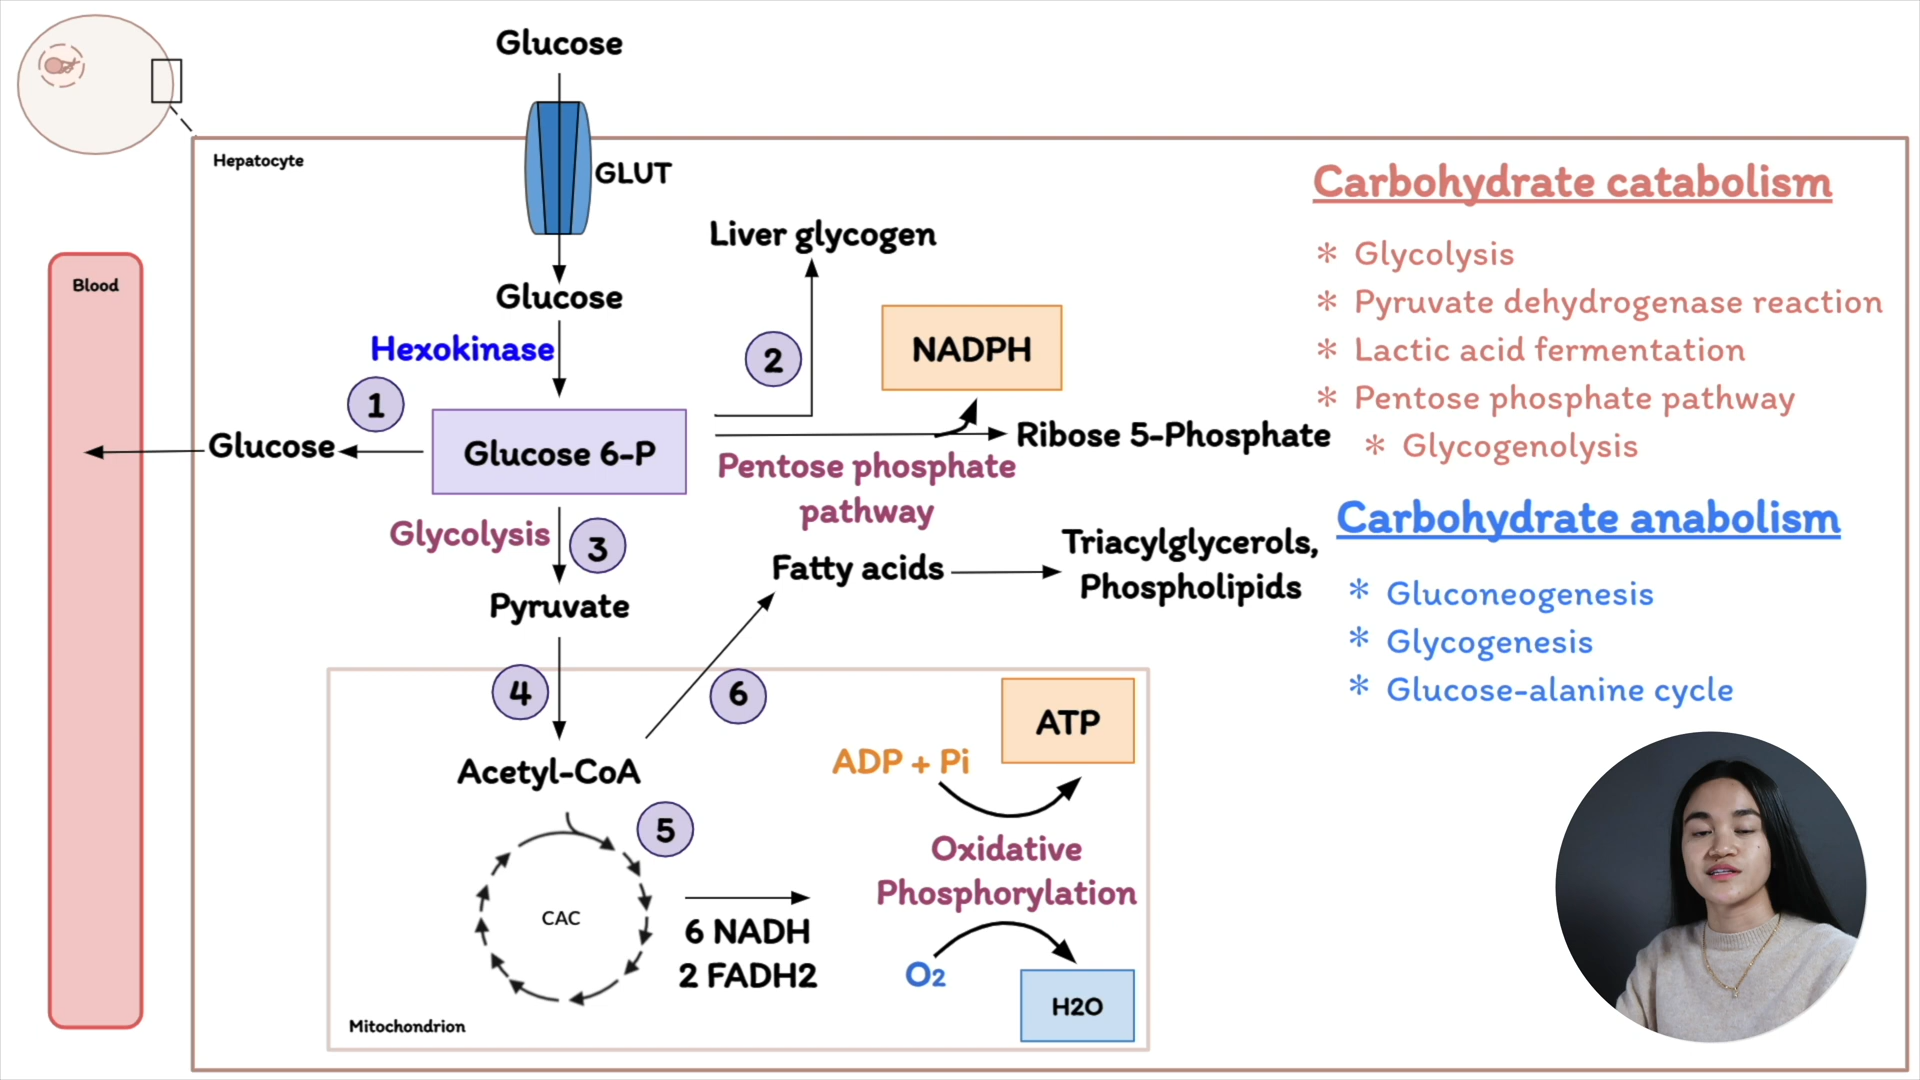 Glucose
GLUT
Hepatocyte
Blood
Liver glycogen
Glucose
Hexokinase
1
2
NADPH
Glucose
Glucose 6-P
Ribose 5-Phosphate
Pentose phosphate
pathway
Glycolysis
3
Pyruvate
Fatty acids
Triacylglycerols,
Phospholipids
4
6
Acetyl-CoA
ATP
ADP + Pi
5
CAC
6 NADH
2 FADH2
Oxidative
Phosphorylation
O2
H2O
Mitochondrion
Carbohydrate catabolism
* Glycolysis
* Pyruvate dehydrogenase reaction
* Lactic acid fermentation
* Pentose phosphate pathway
* Glycogenolysis
Carbohydrate anabolism
* Gluconeogenesis
* Glycogenesis
* Glucose-alanine cycle